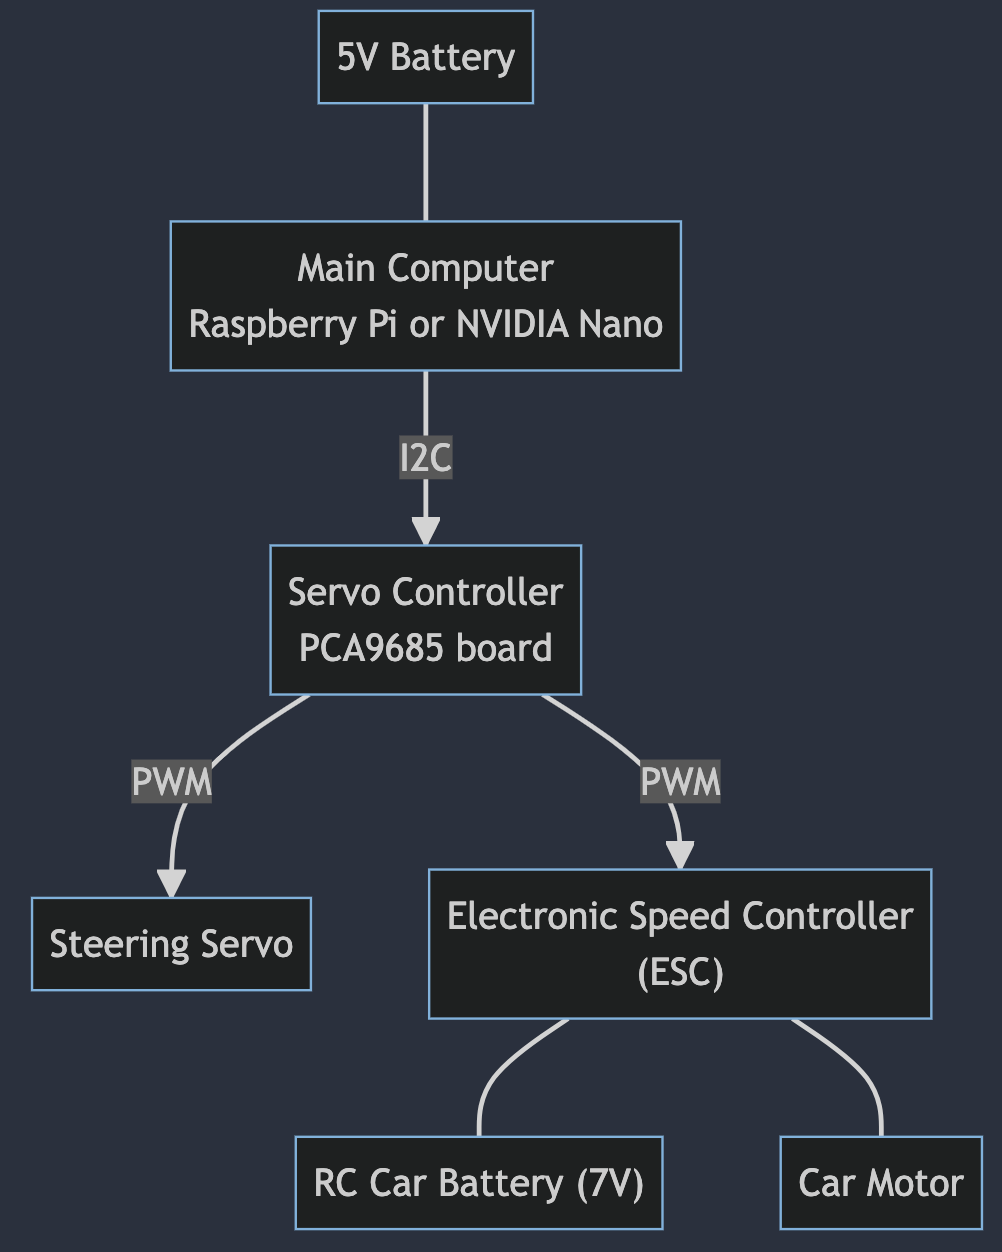 5V Battery
Main Computer
Raspberry Pi or NVIDIA Nano
I2C
Servo Controller
PCA9685 board
PWM
PWM
Steering Servo
Electronic Speed Controller
(ESC)
RC Car Battery (7V)
Car Motor